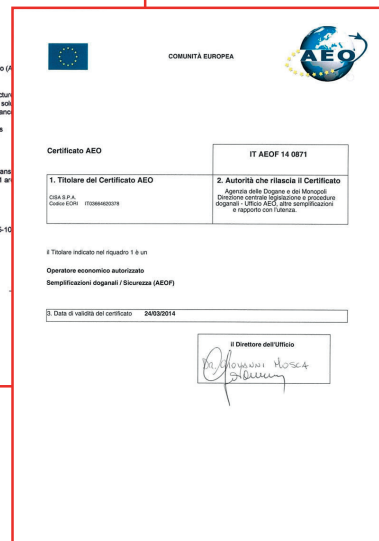 COMUNITÀ EUROPEA
AEO
Certificato AEO
IT AEOF 14 0871
1. Titolare del Certificato AEO
CISA S.P.A.
Codice EORI IT03664620378
2. Autorità che rilascia il Certificato
Agenzia delle Dogane e dei Monopoli
Direzione centrale legislazione e procedure
doganali - Ufficio AEO, altre semplificazioni
e rapporto con l'utenza.
il Titolare indicato nel riquadro 1 è un
Operatore economico autorizzato
Semplificazioni doganali / Sicurezza (AEOF)
3. Data di validità del certificato 24/03/2014
il Direttore dell'Ufficio
DR. GIOVANNI MOSCA